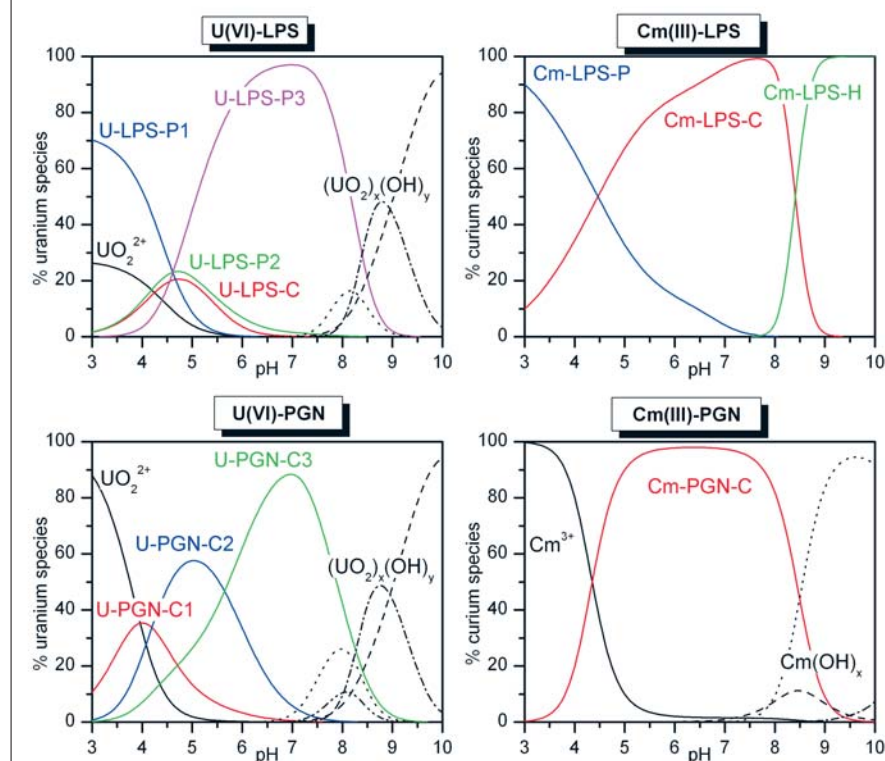 U(VI)-LPS
100
80
60
40
20
0
% uranium species
U-LPS-P3
U-LPS-P1
(UO₂)ₓ(OH)ᵧ
UO₂²⁺
U-LPS-P2
U-LPS-C
3 4 5 6 7 8 9 10
pH
Cm(III)-LPS
100
80
60
40
20
0
% curium species
Cm-LPS-P
Cm-LPS-H
Cm-LPS-C
3 4 5 6 7 8 9 10
pH
U(VI)-PGN
100
80
60
40
20
0
% uranium species
UO₂²⁺
U-PGN-C3
U-PGN-C2
(UO₂)ₓ(OH)ᵧ
U-PGN-C1
3 4 5 6 7 8 9 10
pH
Cm(III)-PGN
100
80
60
40
20
0
% curium species
Cm-PGN-C
Cm³⁺
Cm(OH)ₓ
3 4 5 6 7 8 9 10
pH